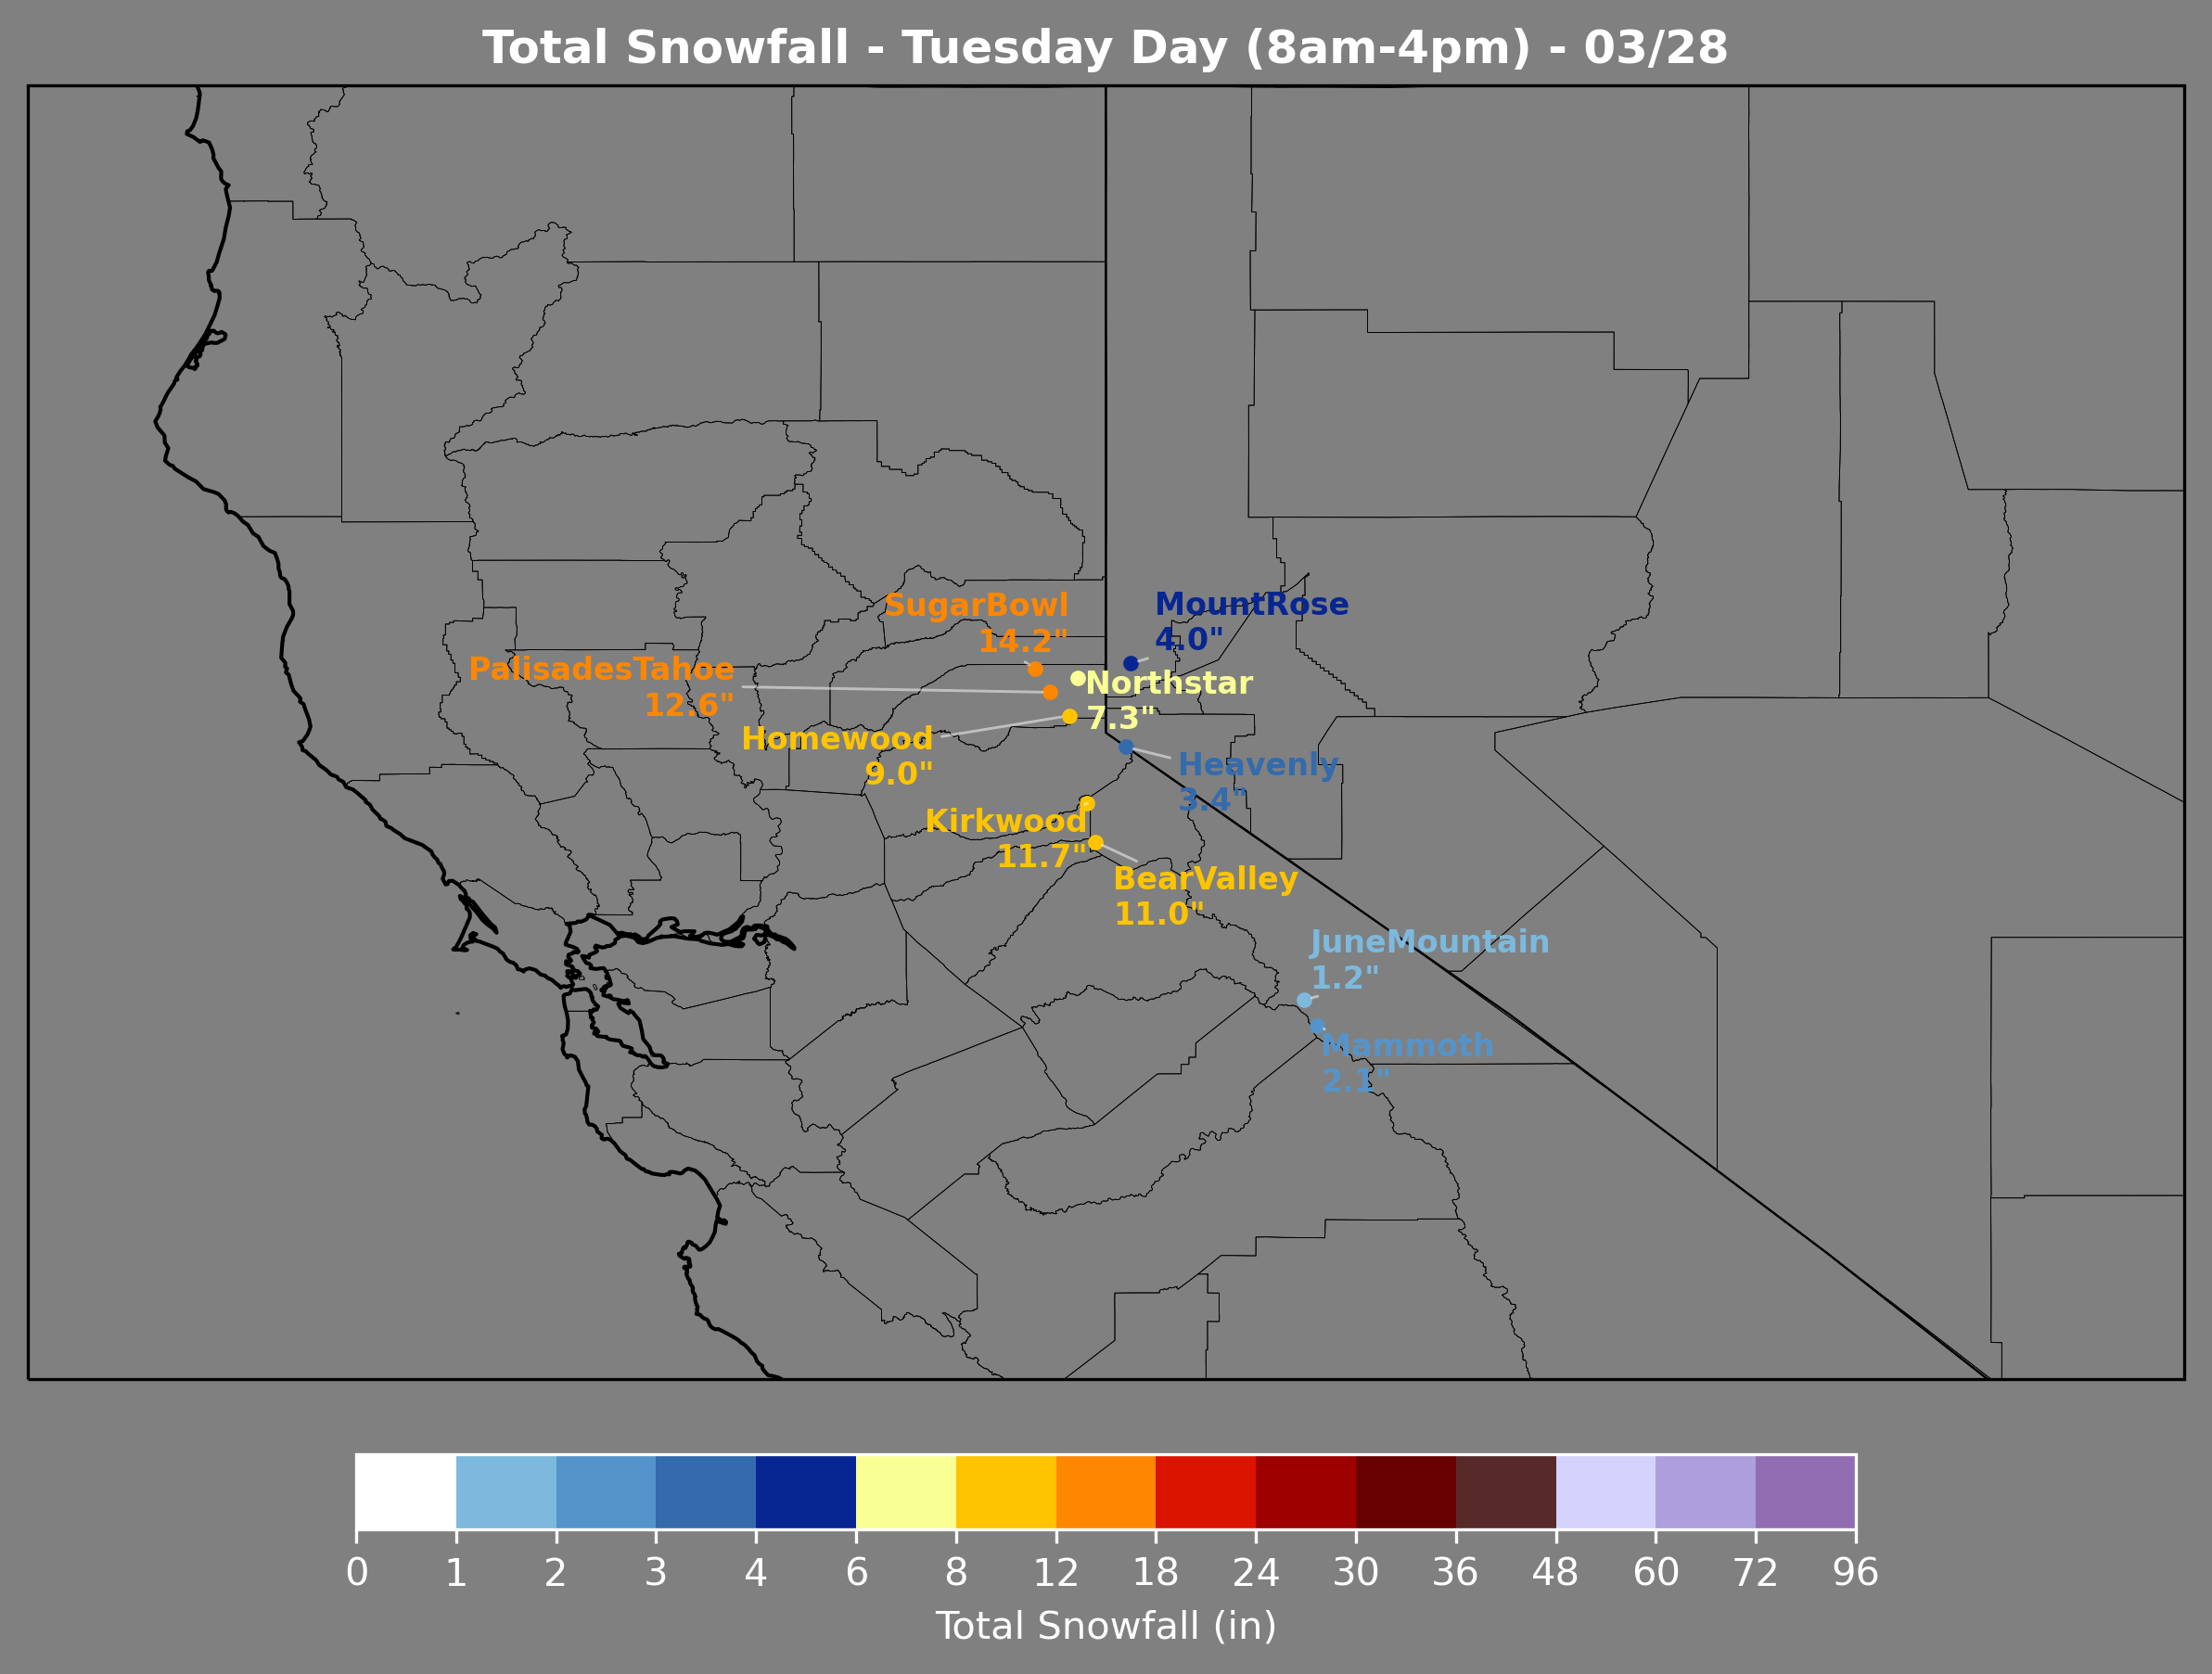 Total Snowfall - Tuesday Day (8am-4pm) - 03/28
SugarBowl
14.2"
MountRose
4.0"
PalisadesTahoe
12.6"
Northstar
7.3"
Homewood
9.0"
Heavenly
3.4"
Kirkwood
11.7"
BearValley
11.0"
JuneMountain
1.2"
Mammoth
2.1"
0 1 2 3 4 6 8 12 18 24 30 36 48 60 72 96
Total Snowfall (in)